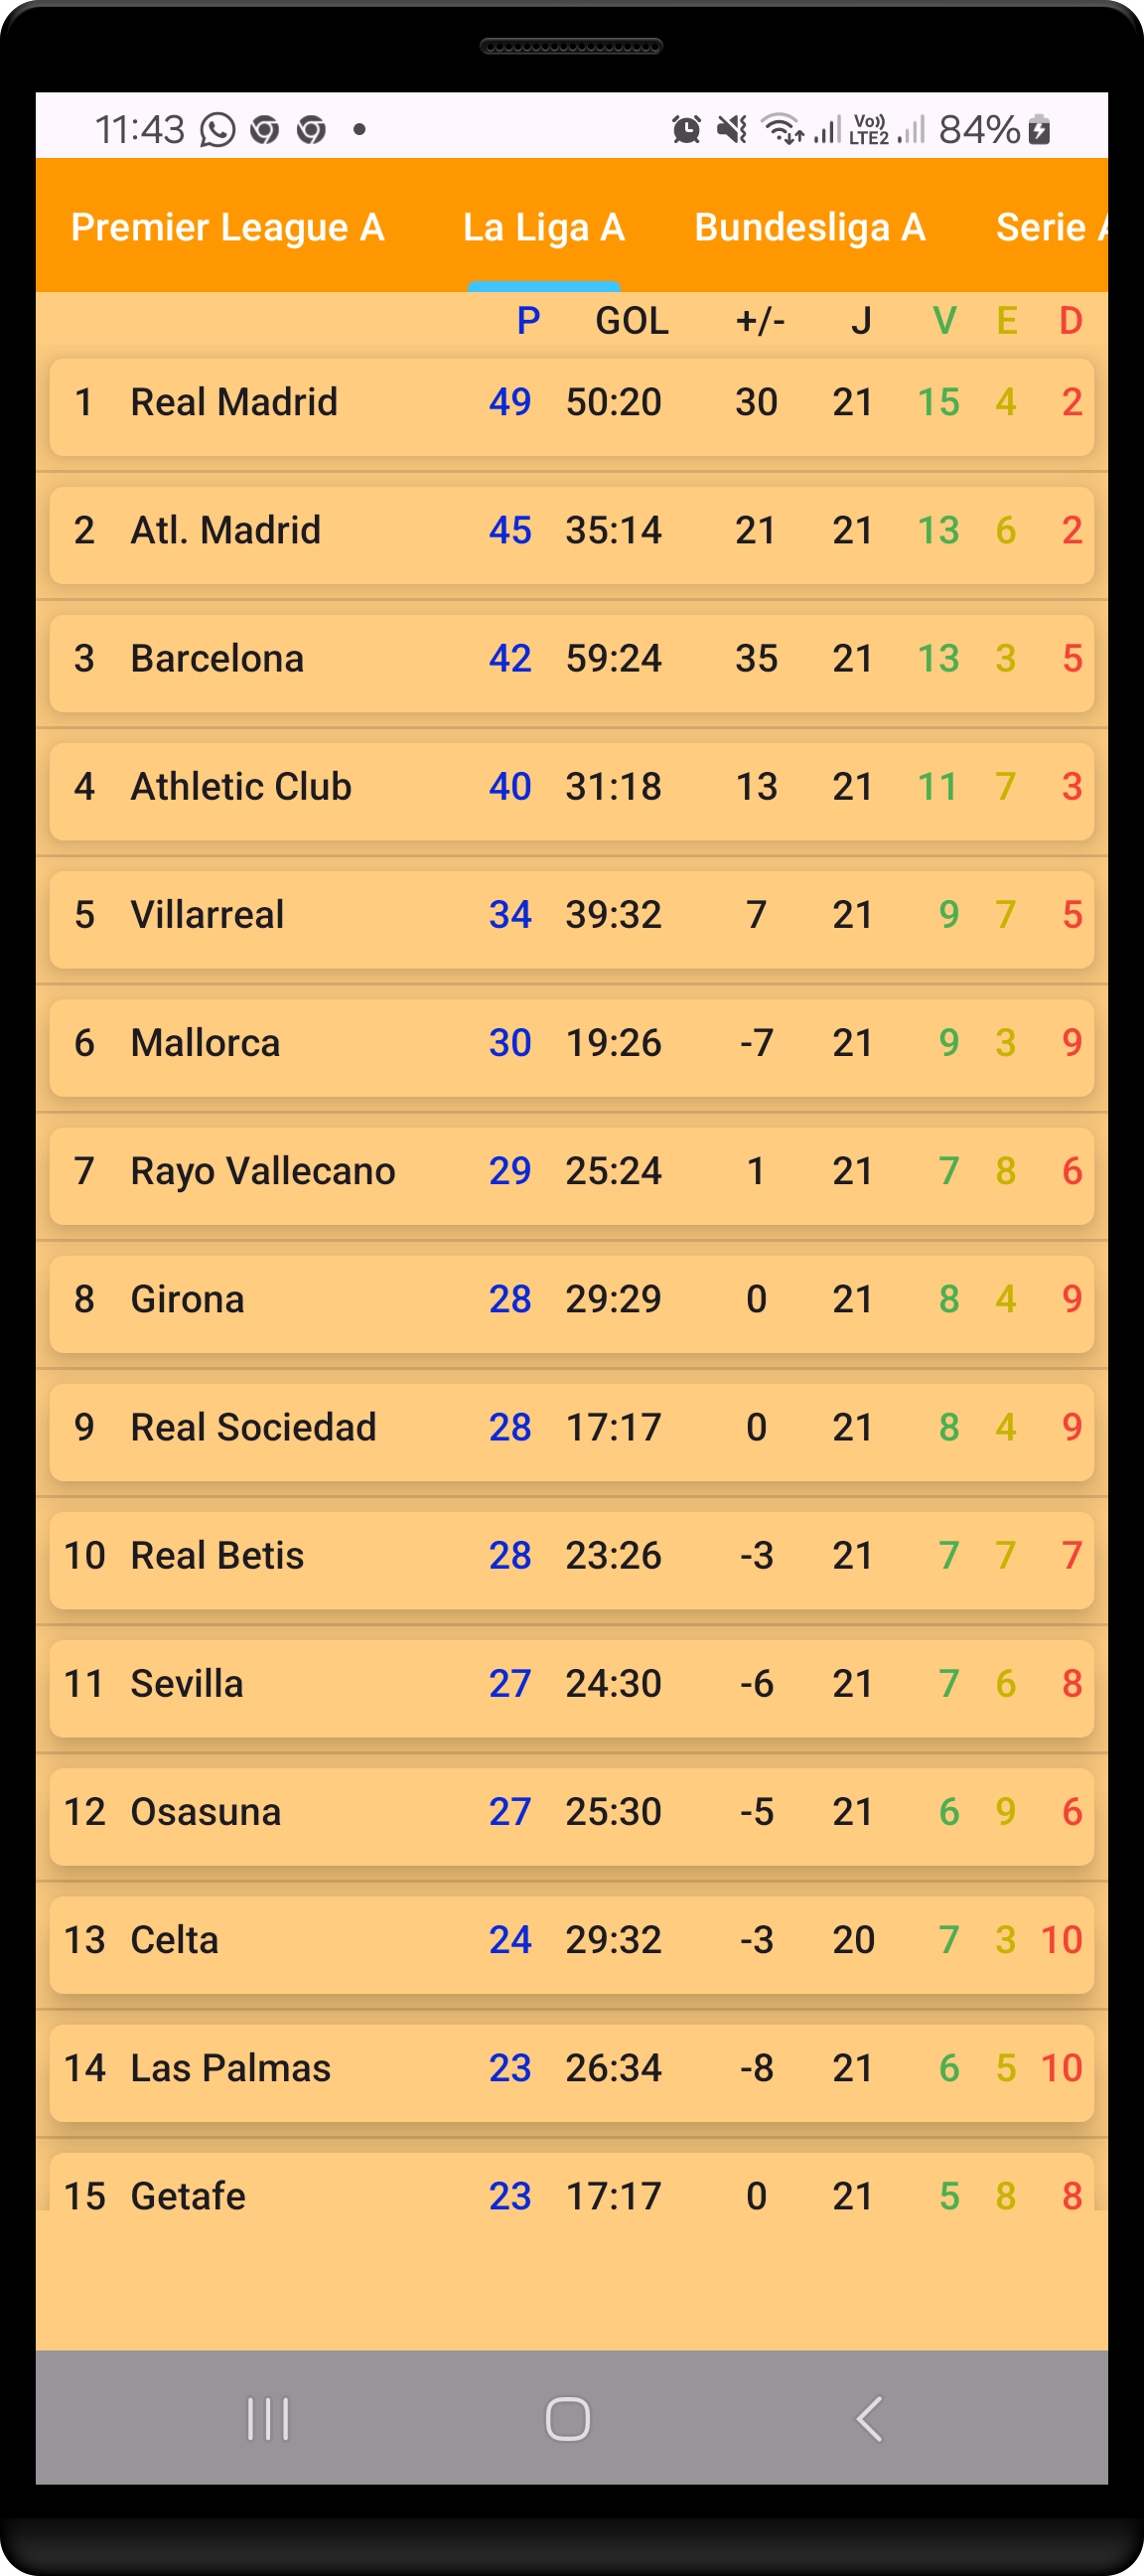 11:43 Vo)) LTE2 84%
Premier League A La Liga A Bundesliga A Serie A
P GOL +/- J V E D
1 Real Madrid 49 50:20 30 21 15 4 2
2 Atl. Madrid 45 35:14 21 21 13 6 2
3 Barcelona 42 59:24 35 21 13 3 5
4 Athletic Club 40 31:18 13 21 11 7 3
5 Villarreal 34 39:32 7 21 9 7 5
6 Mallorca 30 19:26 -7 21 9 3 9
7 Rayo Vallecano 29 25:24 1 21 7 8 6
8 Girona 28 29:29 0 21 8 4 9
9 Real Sociedad 28 17:17 0 21 8 4 9
10 Real Betis 28 23:26 -3 21 7 7 7
11 Sevilla 27 24:30 -6 21 7 6 8
12 Osasuna 27 25:30 -5 21 6 9 6
13 Celta 24 29:32 -3 20 7 3 10
14 Las Palmas 23 26:34 -8 21 6 5 10
15 Getafe 23 17:17 0 21 5 8 8